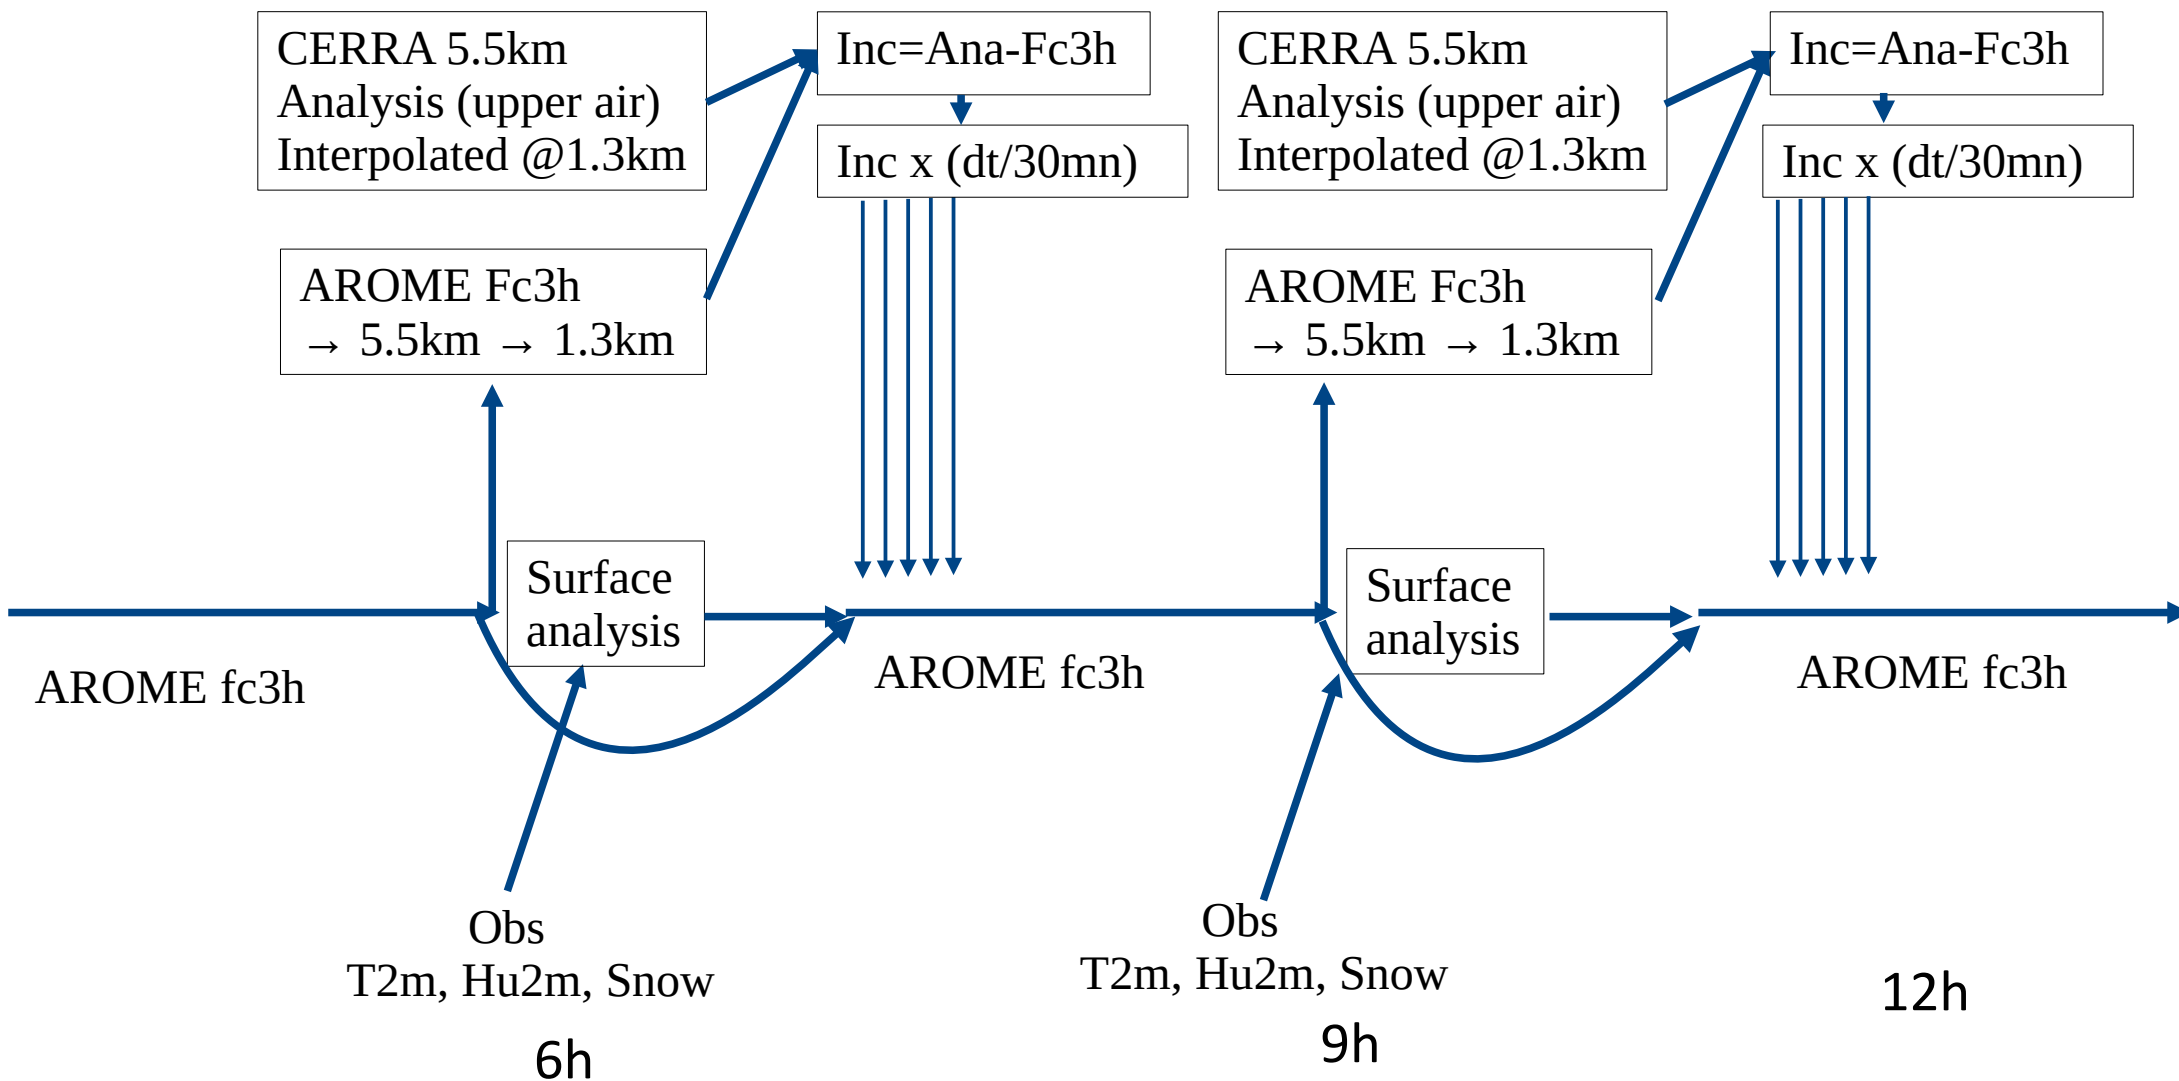 CERRA 5.5km
Analysis (upper air)
Interpolated @1.3km
Inc=Ana-Fc3h
Inc x (dt/30mn)
CERRA 5.5km
Analysis (upper air)
Interpolated @1.3km
Inc=Ana-Fc3h
Inc x (dt/30mn)
AROME Fc3h
→ 5.5km → 1.3km
AROME Fc3h
→ 5.5km → 1.3km
Surface
analysis
Surface
analysis
AROME fc3h
AROME fc3h
AROME fc3h
Obs
T2m, Hu2m, Snow
6h
Obs
T2m, Hu2m, Snow
9h
12h